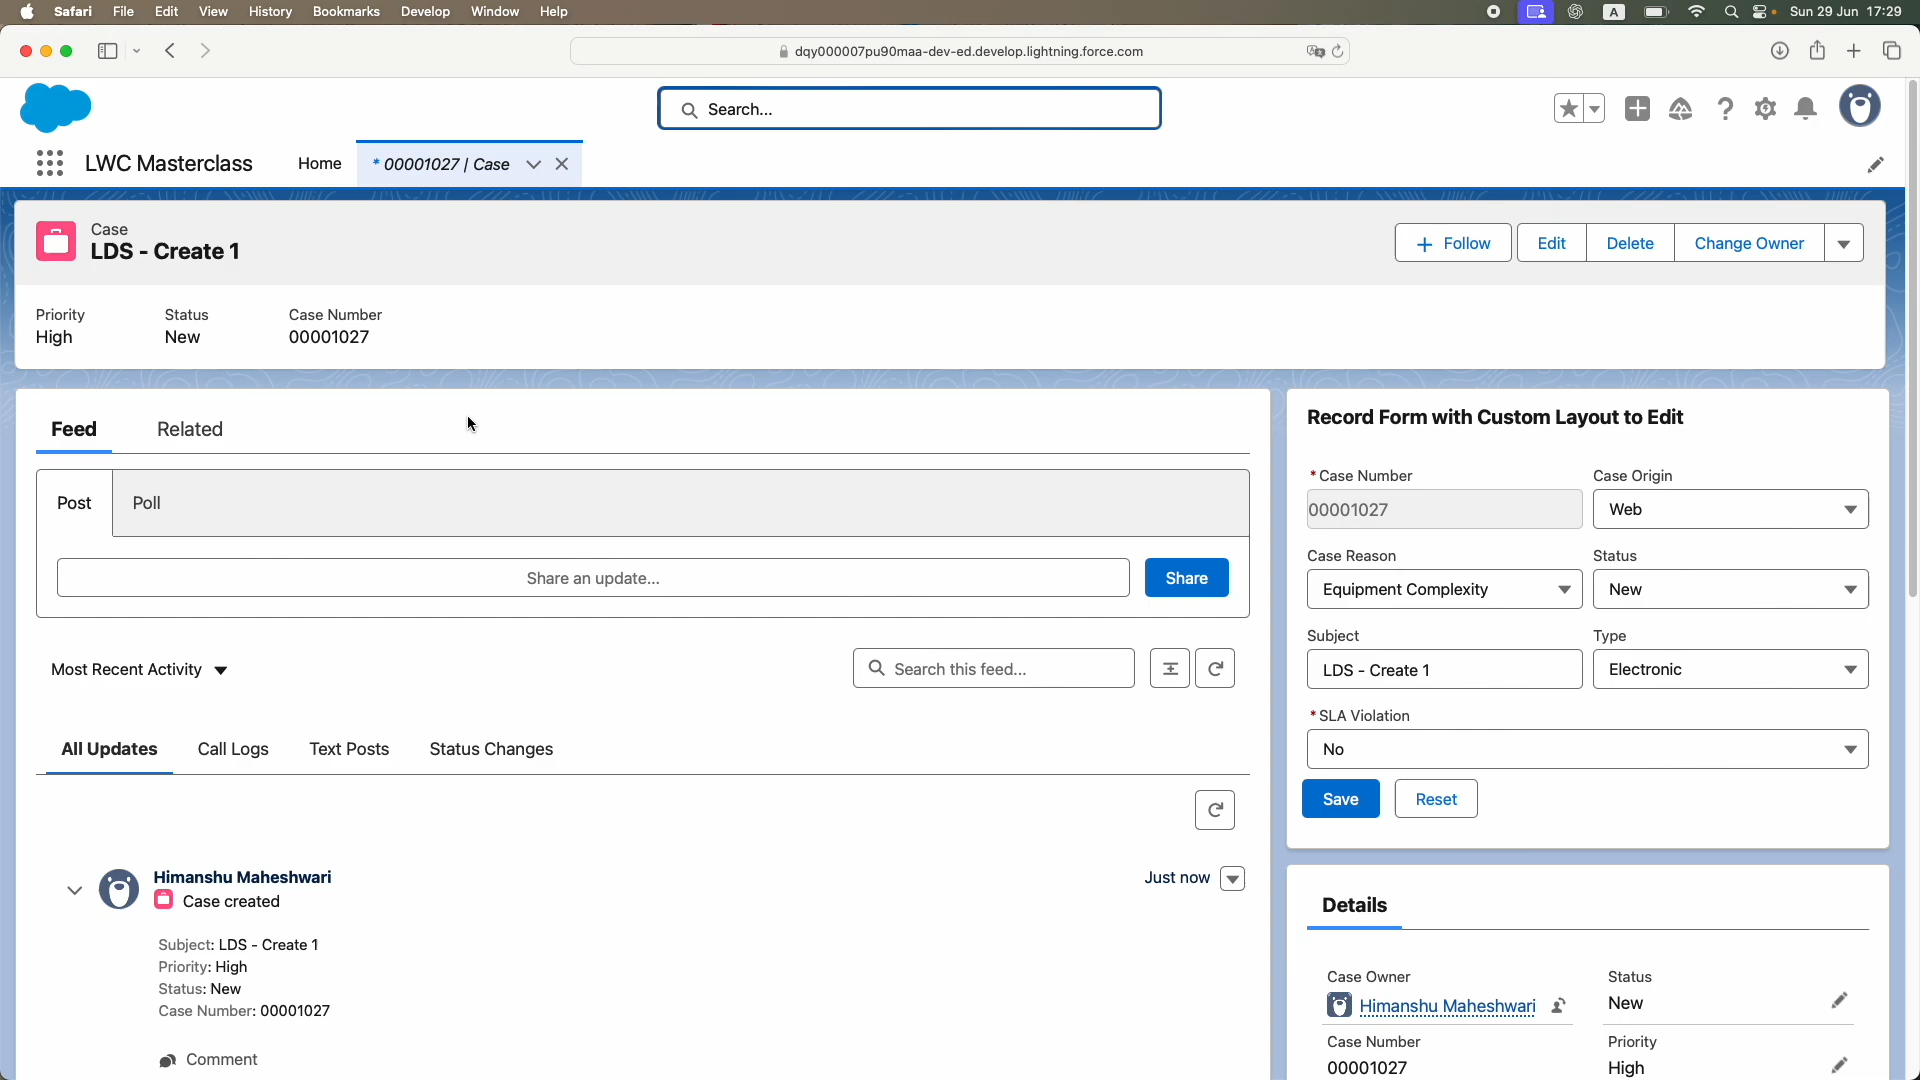 Safari File Edit View History Bookmarks Develop Window Help
A Sun 29 Jun 17:29
dqy000007pu90maa-dev-ed.develop.lightning.force.com
Search...
LWC Masterclass
Home
* 00001027 | Case
Case
LDS - Create 1
Follow
Edit
Delete
Change Owner
Priority Status Case Number
High New 00001027
Feed Related
Post Poll
Share an update...
Share
Most Recent Activity
Search this feed...
All Updates Call Logs Text Posts Status Changes
Himanshu Maheshwari
Just now
Case created
Subject: LDS - Create 1
Priority: High
Status: New
Case Number: 00001027
Comment
Record Form with Custom Layout to Edit
* Case Number Case Origin
00001027 Web
Case Reason Status
Equipment Complexity New
Subject Type
LDS - Create 1 Electronic
* SLA Violation
No
Save Reset
Details
Case Owner Status
Himanshu Maheshwari New
Case Number Priority
00001027 High